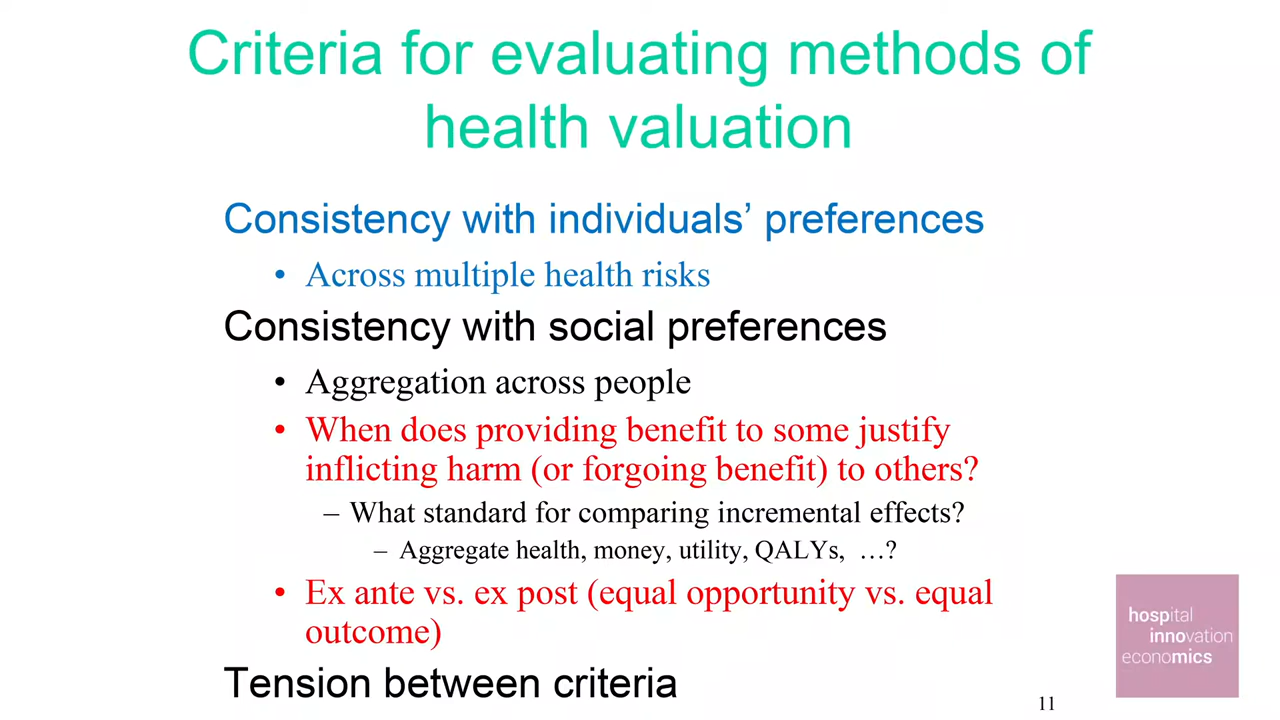 Criteria for evaluating methods of
health valuation
Consistency with individuals’ preferences
• Across multiple health risks
Consistency with social preferences
• Aggregation across people
• When does providing benefit to some justify
inflicting harm (or forgoing benefit) to others?
– What standard for comparing incremental effects?
– Aggregate health, money, utility, QALYs, …?
• Ex ante vs. ex post (equal opportunity vs. equal
outcome)
Tension between criteria
hospital
innovation
economics
11